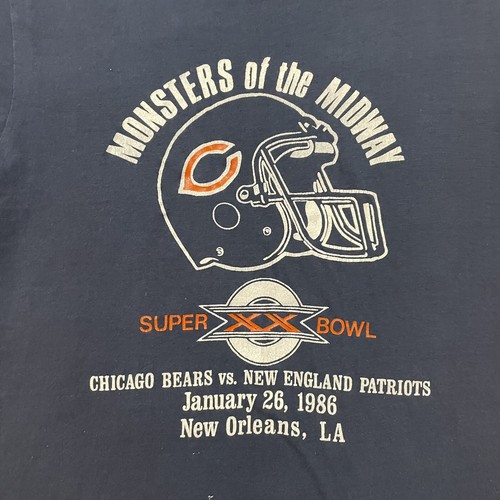 MONSTERS of the MIDWAY
C
SUPER XX BOWL
CHICAGO BEARS vs. NEW ENGLAND PATRIOTS
January 26, 1986
New Orleans, LA